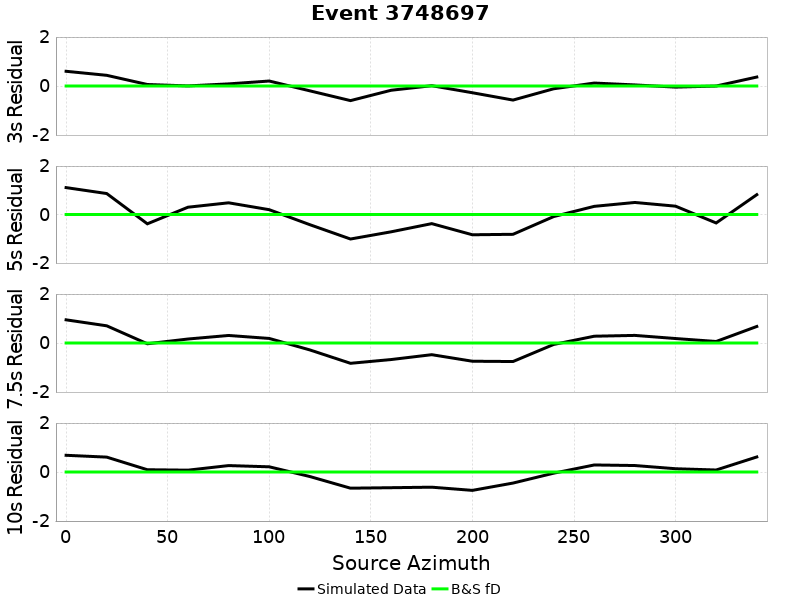 Event 3748697
3s Residual
2
0
-2
5s Residual
2
0
-2
7.5s Residual
2
0
-2
10s Residual
2
0
-2
0 50 100 150 200 250 300
Source Azimuth
Simulated Data B&S fD